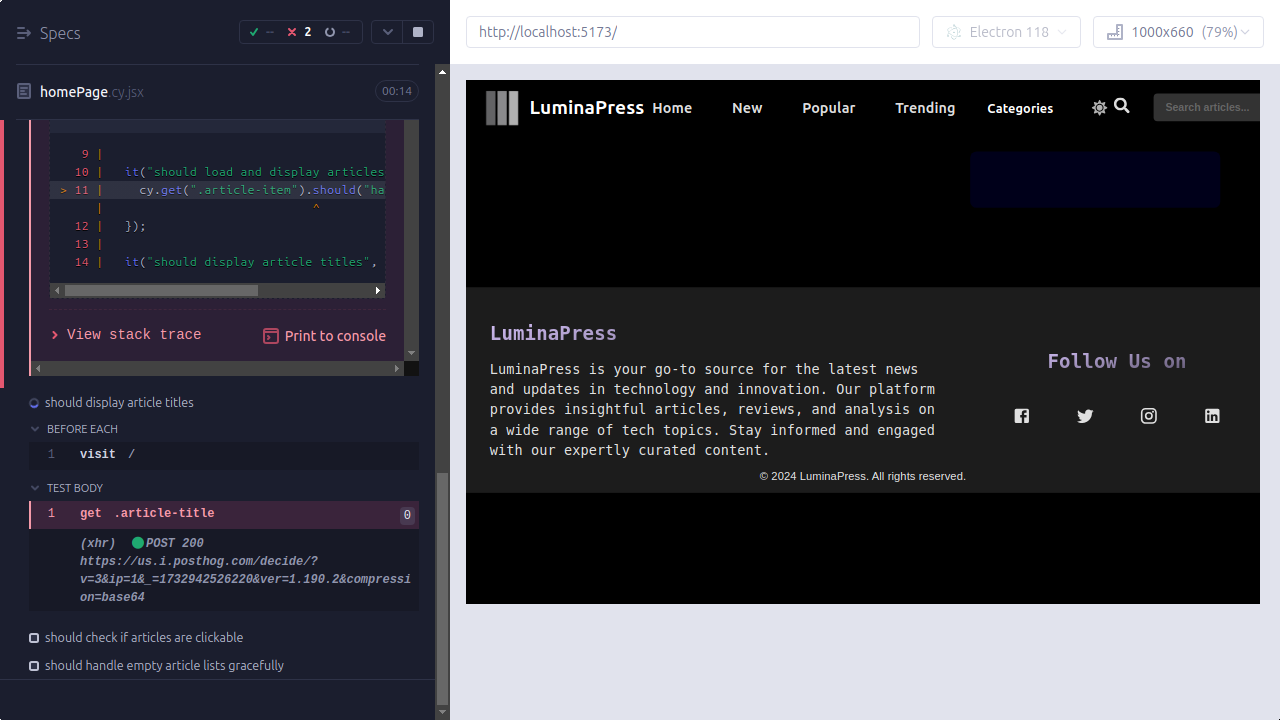 Specs
-- 2 --
homePage.cy.jsx
00:14
9 |
10 |   it("should load and display articles
> 11 |     cy.get(".article-item").should("ha
|                             ^
12 |   });
13 |
14 |   it("should display article titles",
View stack trace
Print to console
should display article titles
BEFORE EACH
1 visit /
TEST BODY
1 get .article-title 0
(xhr) POST 200
https://us.i.posthog.com/decide/?
v=3&ip=1&_=1732942526220&ver=1.190.2&compressi
on=base64
should check if articles are clickable
should handle empty article lists gracefully
http://localhost:5173/
Electron 118
1000x660 (79%)
LuminaPress
Home
New
Popular
Trending
Categories
Search articles...
LuminaPress
LuminaPress is your go-to source for the latest news
and updates in technology and innovation. Our platform
provides insightful articles, reviews, and analysis on
a wide range of tech topics. Stay informed and engaged
with our expertly curated content.
Follow Us on
© 2024 LuminaPress. All rights reserved.